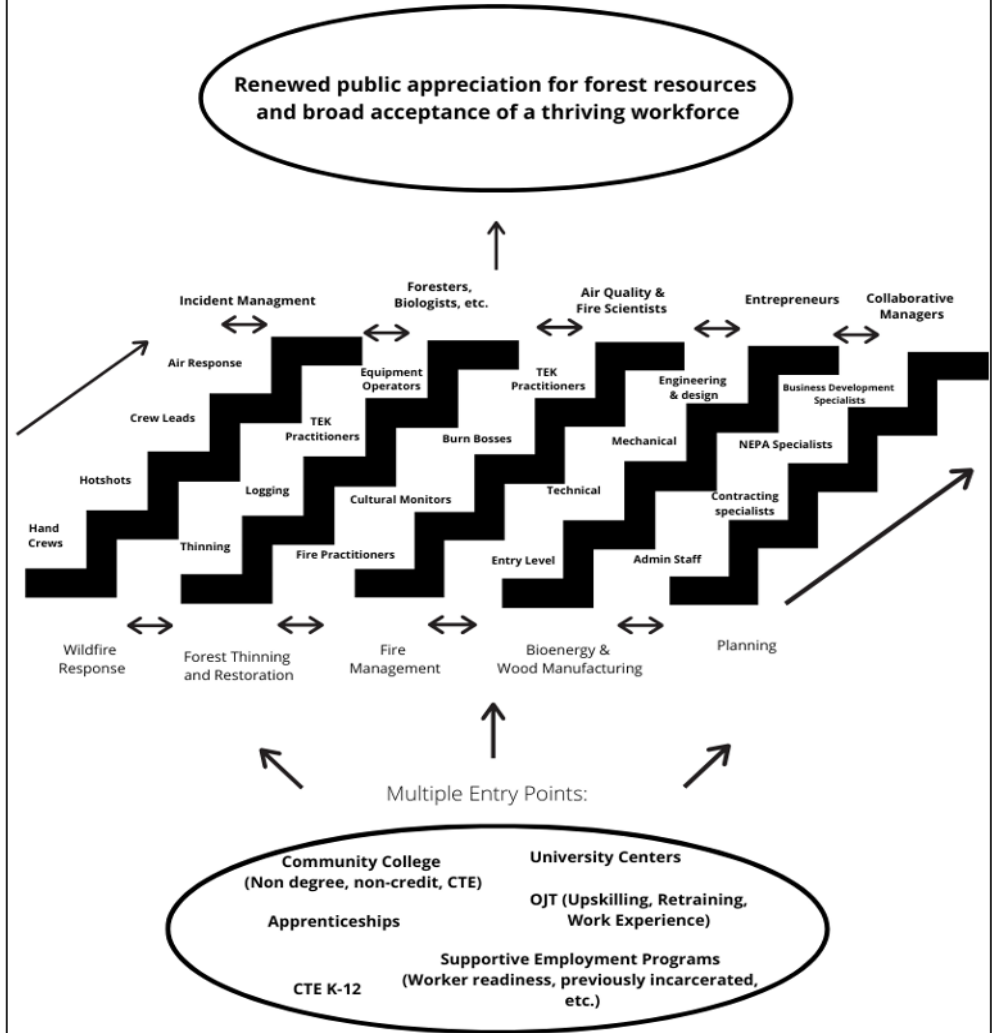 Renewed public appreciation for forest resources
and broad acceptance of a thriving workforce
Incident Managment
Foresters,
Biologists, etc.
Air Quality &
Fire Scientists
Entrepreneurs
Collaborative
Managers
Air Response
Crew Leads
Hotshots
Hand
Crews
Equipment
Operators
TEK
Practitioners
Logging
Thinning
TEK
Practitioners
Burn Bosses
Cultural Monitors
Fire Practitioners
Engineering
& design
Mechanical
Technical
Entry Level
Business Development
Specialists
NEPA Specialists
Contracting
specialists
Admin Staff
Wildfire
Response
Forest Thinning
and Restoration
Fire
Management
Bioenergy &
Wood Manufacturing
Planning
Multiple Entry Points:
Community College
(Non degree, non-credit, CTE)
University Centers
Apprenticeships
OJT (Upskilling, Retraining,
Work Experience)
CTE K-12
Supportive Employment Programs
(Worker readiness, previously incarcerated,
etc.)